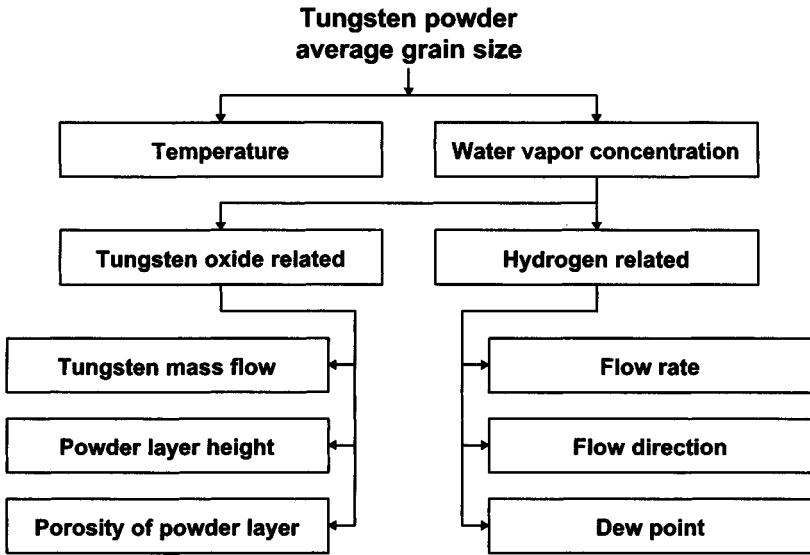 Tungsten powder
average grain size
Temperature
Water vapor concentration
Tungsten oxide related
Hydrogen related
Tungsten mass flow
Flow rate
Powder layer height
Flow direction
Porosity of powder layer
Dew point